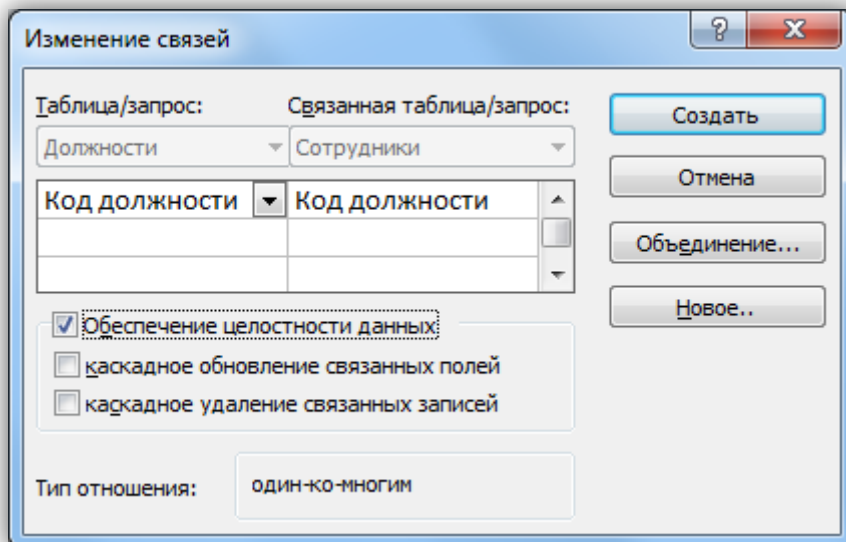 Изменение связей
Таблица/запрос: Связанная таблица/запрос:
Должности Сотрудники
Код должности Код должности
Обеспечение целостности данных
каскадное обновление связанных полей
каскадное удаление связанных записей
Тип отношения: один-ко-многим
Создать
Отмена
Объединение...
Новое..